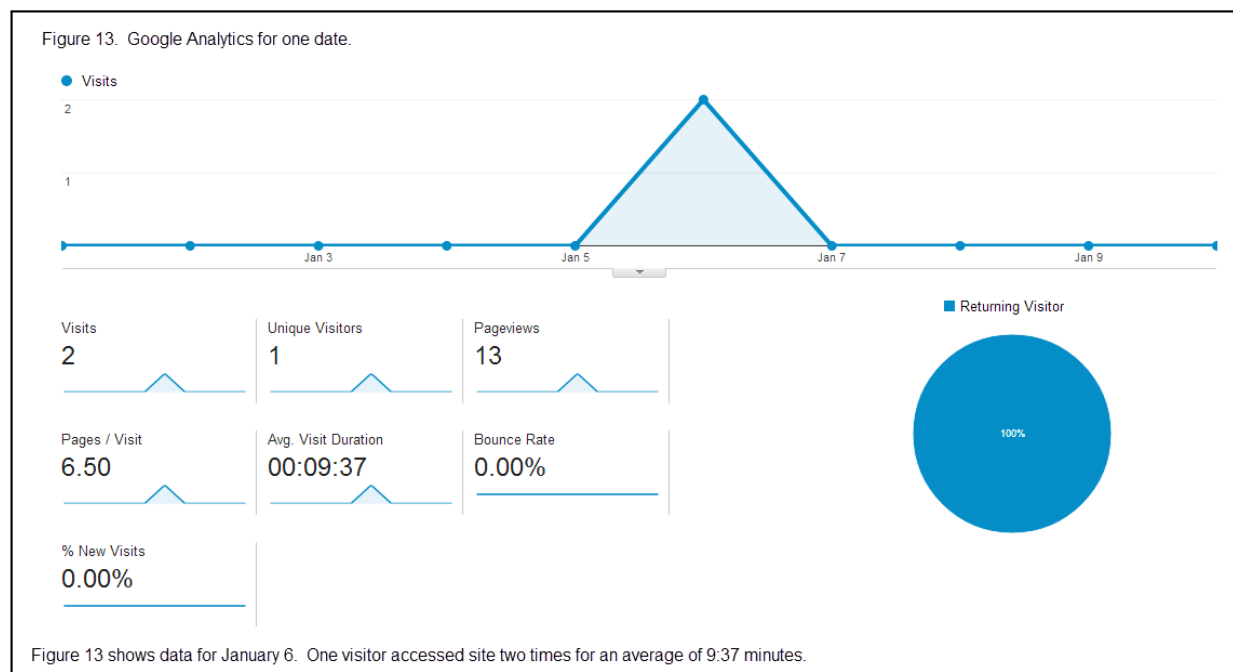 Figure 13.  Google Analytics for one date.
Visits
2
1
Jan 3
Jan 5
Jan 7
Jan 9
Returning Visitor
100%
Visits
2
Unique Visitors
1
Pageviews
13
Pages / Visit
6.50
Avg. Visit Duration
00:09:37
Bounce Rate
0.00%
% New Visits
0.00%
Figure 13 shows data for January 6.  One visitor accessed site two times for an average of 9:37 minutes.